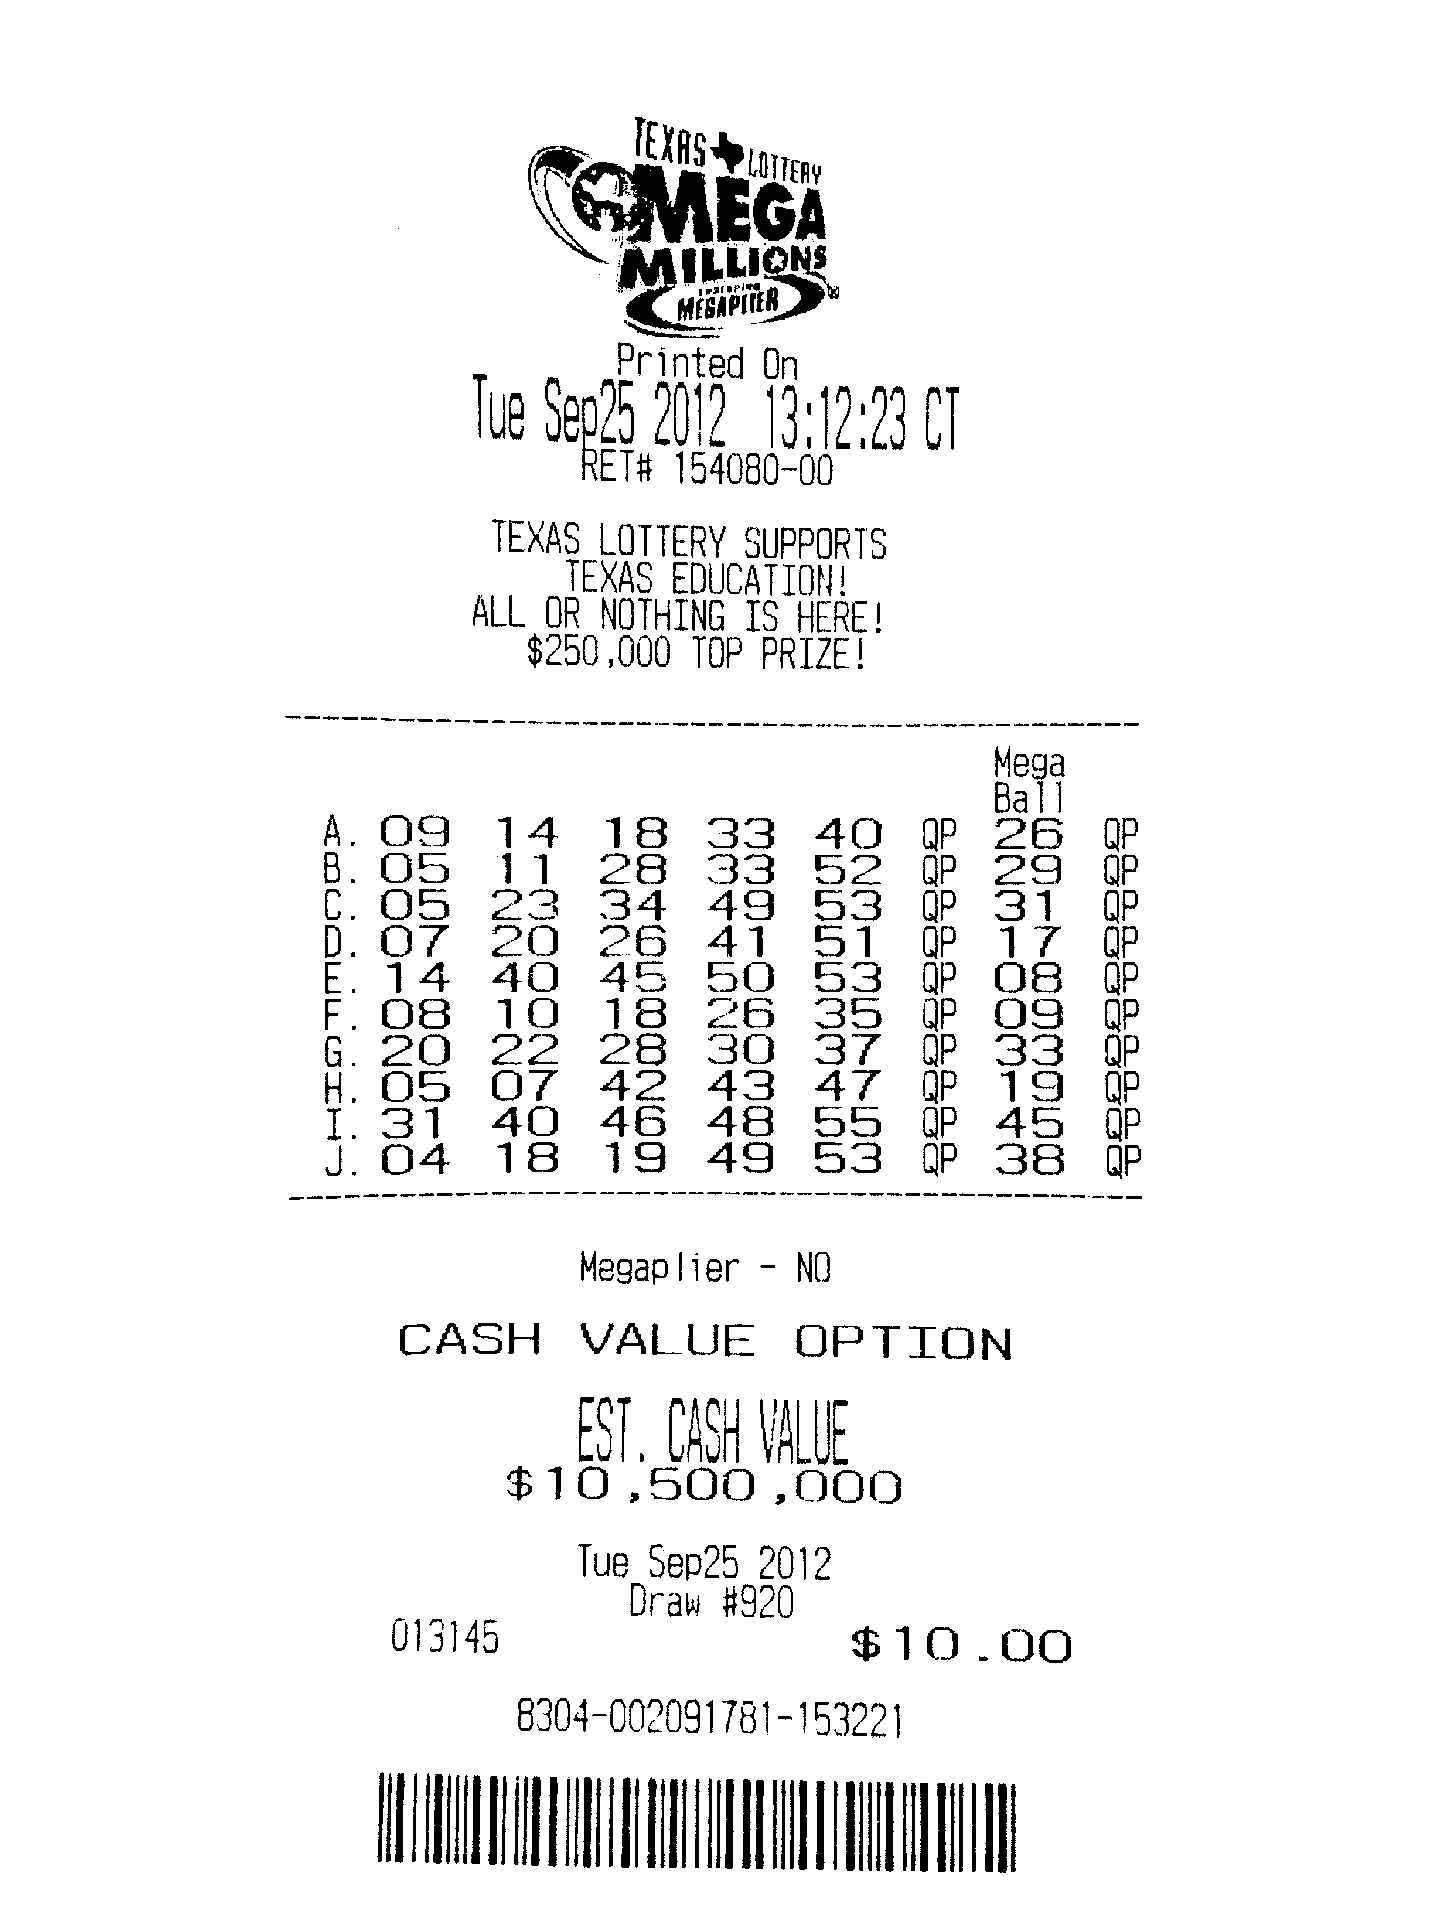 TEXAS LOTTERY
MEGA
MILLIONS
FEATURING
MEGAPLIER
Printed On
Tue Sep25 2012 13:12:23 CT
RET# 154080-00
TEXAS LOTTERY SUPPORTS
TEXAS EDUCATION!
ALL OR NOTHING IS HERE!
$250,000 TOP PRIZE!
Mega
Ball
A. 09 14 18 33 40 QP 26 QP
B. 05 11 28 33 52 QP 29 QP
C. 05 23 34 49 53 QP 31 QP
D. 07 20 26 41 51 QP 17 QP
E. 14 40 45 50 53 QP 08 QP
F. 08 10 18 26 35 QP 09 QP
G. 20 22 28 30 37 QP 33 QP
H. 05 07 42 43 47 QP 19 QP
I. 31 40 46 48 55 QP 45 QP
J. 04 18 19 49 53 QP 38 QP
Megaplier - NO
CASH VALUE OPTION
EST. CASH VALUE
$10,500,000
Tue Sep25 2012
Draw #920
013145 $10.00
8304-002091781-153221